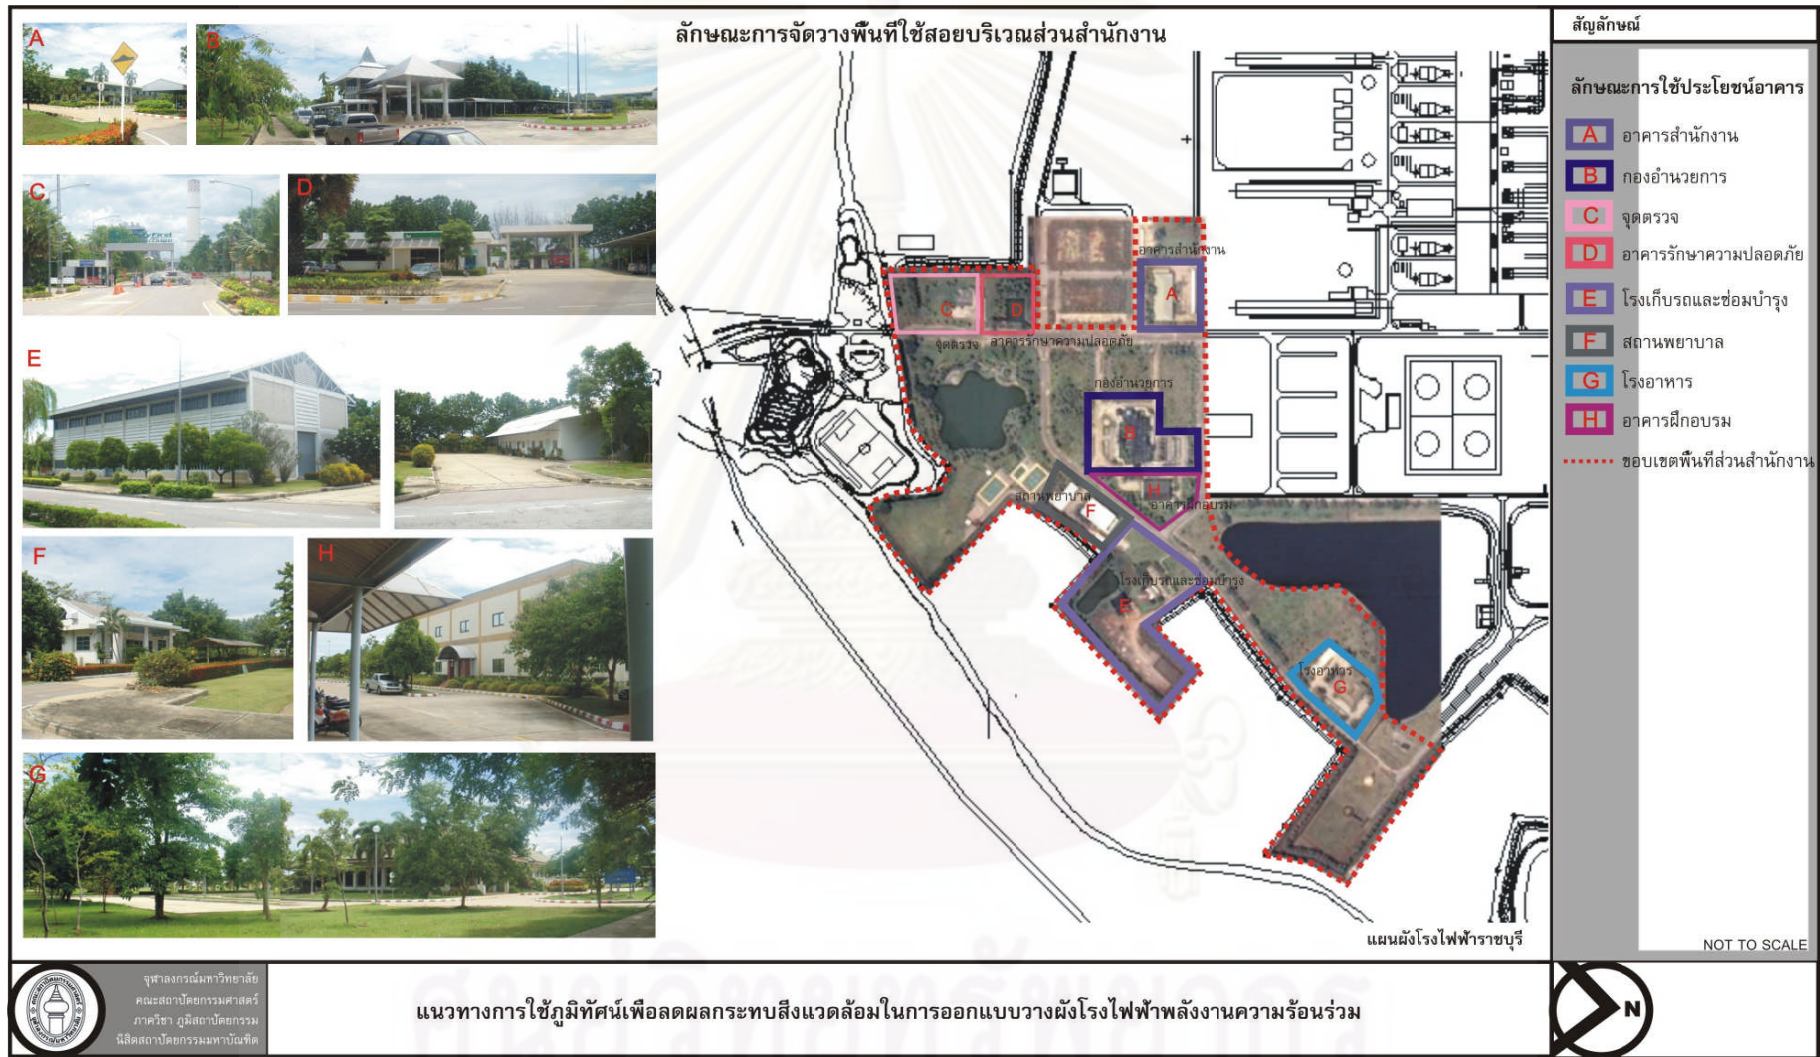 ลักษณะการจัดวางพื้นที่ใช้สอยบริเวณส่วนสำนักงาน
A
B
C
D
E
F
H
G
อาคารสำนักงาน
A
C
D
จุดตรวจ
อาคารรักษาความปลอดภัย
กองอำนวยการ
B
สถานพยาบาล
H
อาคารฝึกอบรม
F
โรงเก็บรถและซ่อมบำรุง
E
โรงอาหาร
G
แผนผังโรงไฟฟ้าราชบุรี
สัญลักษณ์
ลักษณะการใช้ประโยชน์อาคาร
A อาคารสำนักงาน
B กองอำนวยการ
C จุดตรวจ
D อาคารรักษาความปลอดภัย
E โรงเก็บรถและซ่อมบำรุง
F สถานพยาบาล
G โรงอาหาร
H อาคารฝึกอบรม
ขอบเขตพื้นที่ส่วนสำนักงาน
NOT TO SCALE
จุฬาลงกรณ์มหาวิทยาลัย
คณะสถาปัตยกรรมศาสตร์
ภาควิชา ภูมิสถาปัตยกรรม
นิสิตสถาปัตยกรรมมหาบัณฑิต
แนวทางการใช้ภูมิทัศน์เพื่อลดผลกระทบสิ่งแวดล้อมในการออกแบบวางผังโรงไฟฟ้าพลังงานความร้อนร่วม
N